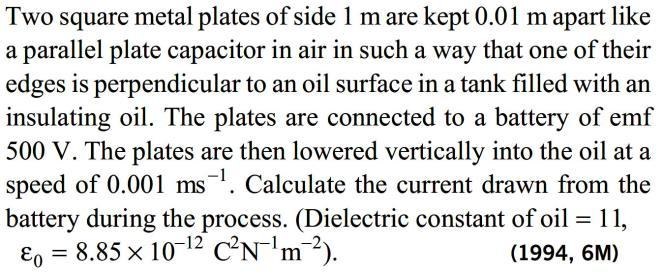 Two square metal plates of side 1 m are kept 0.01 m apart like
a parallel plate capacitor in air in such a way that one of their
edges is perpendicular to an oil surface in a tank filled with an
insulating oil. The plates are connected to a battery of emf
500 V. The plates are then lowered vertically into the oil at a
speed of 0.001 ms⁻¹. Calculate the current drawn from the
battery during the process. (Dielectric constant of oil = 11,
ε₀ = 8.85 × 10⁻¹² C²N⁻¹m⁻²). (1994, 6M)